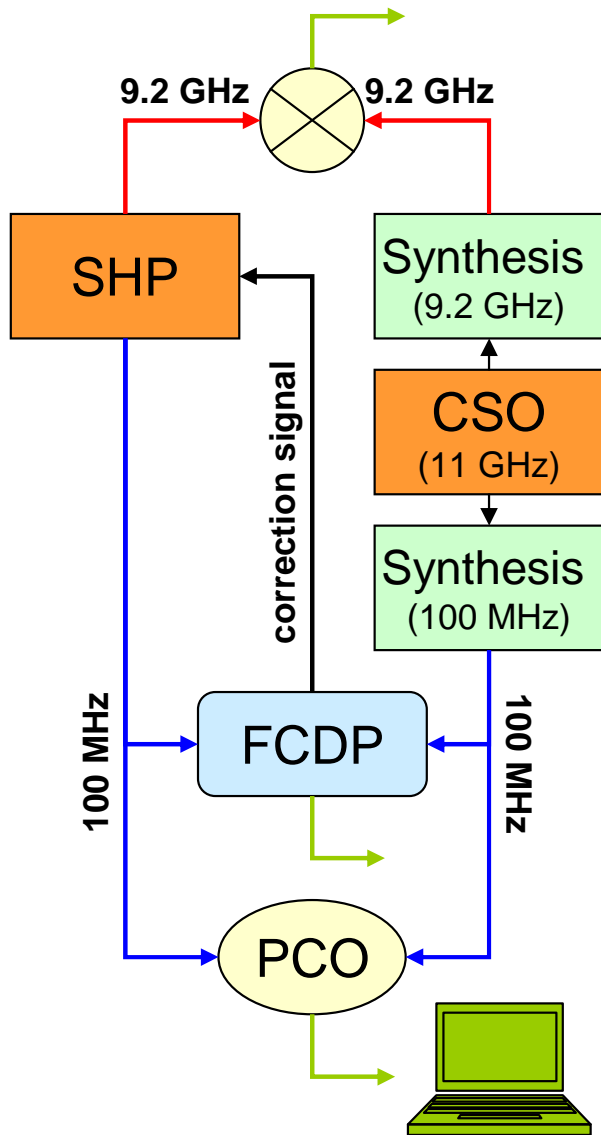 9.2 GHz
9.2 GHz
SHP
Synthesis
(9.2 GHz)
correction signal
CSO
(11 GHz)
Synthesis
(100 MHz)
100 MHz
FCDP
100 MHz
PCO